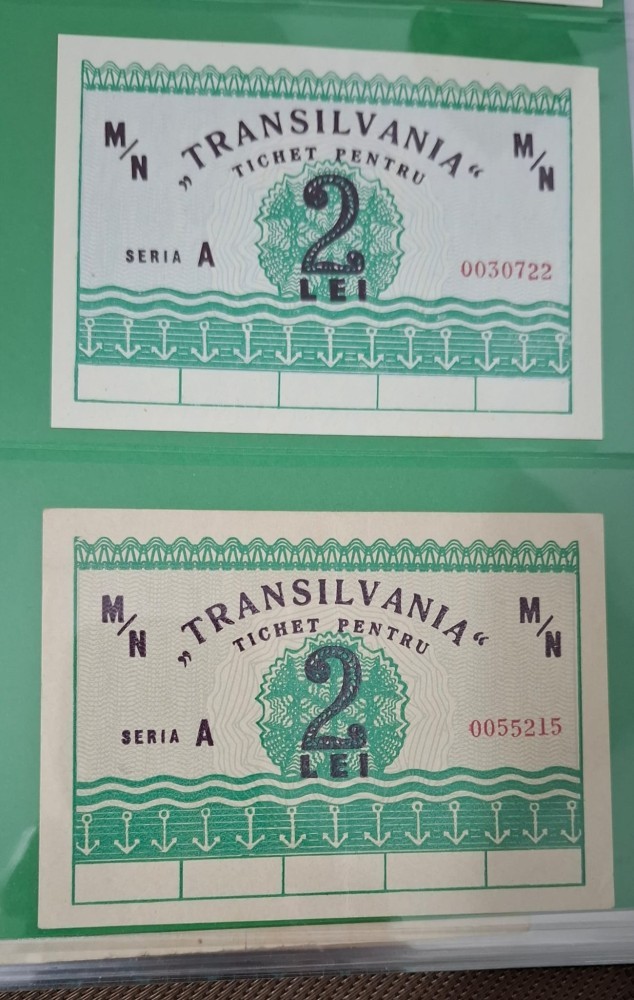 M/N „TRANSILVANIA“ M/N
TICHET PENTRU
2
SERIA A 0030722
LEI
M/N „TRANSILVANIA“ M/N
TICHET PENTRU
2
SERIA A 0055215
LEI